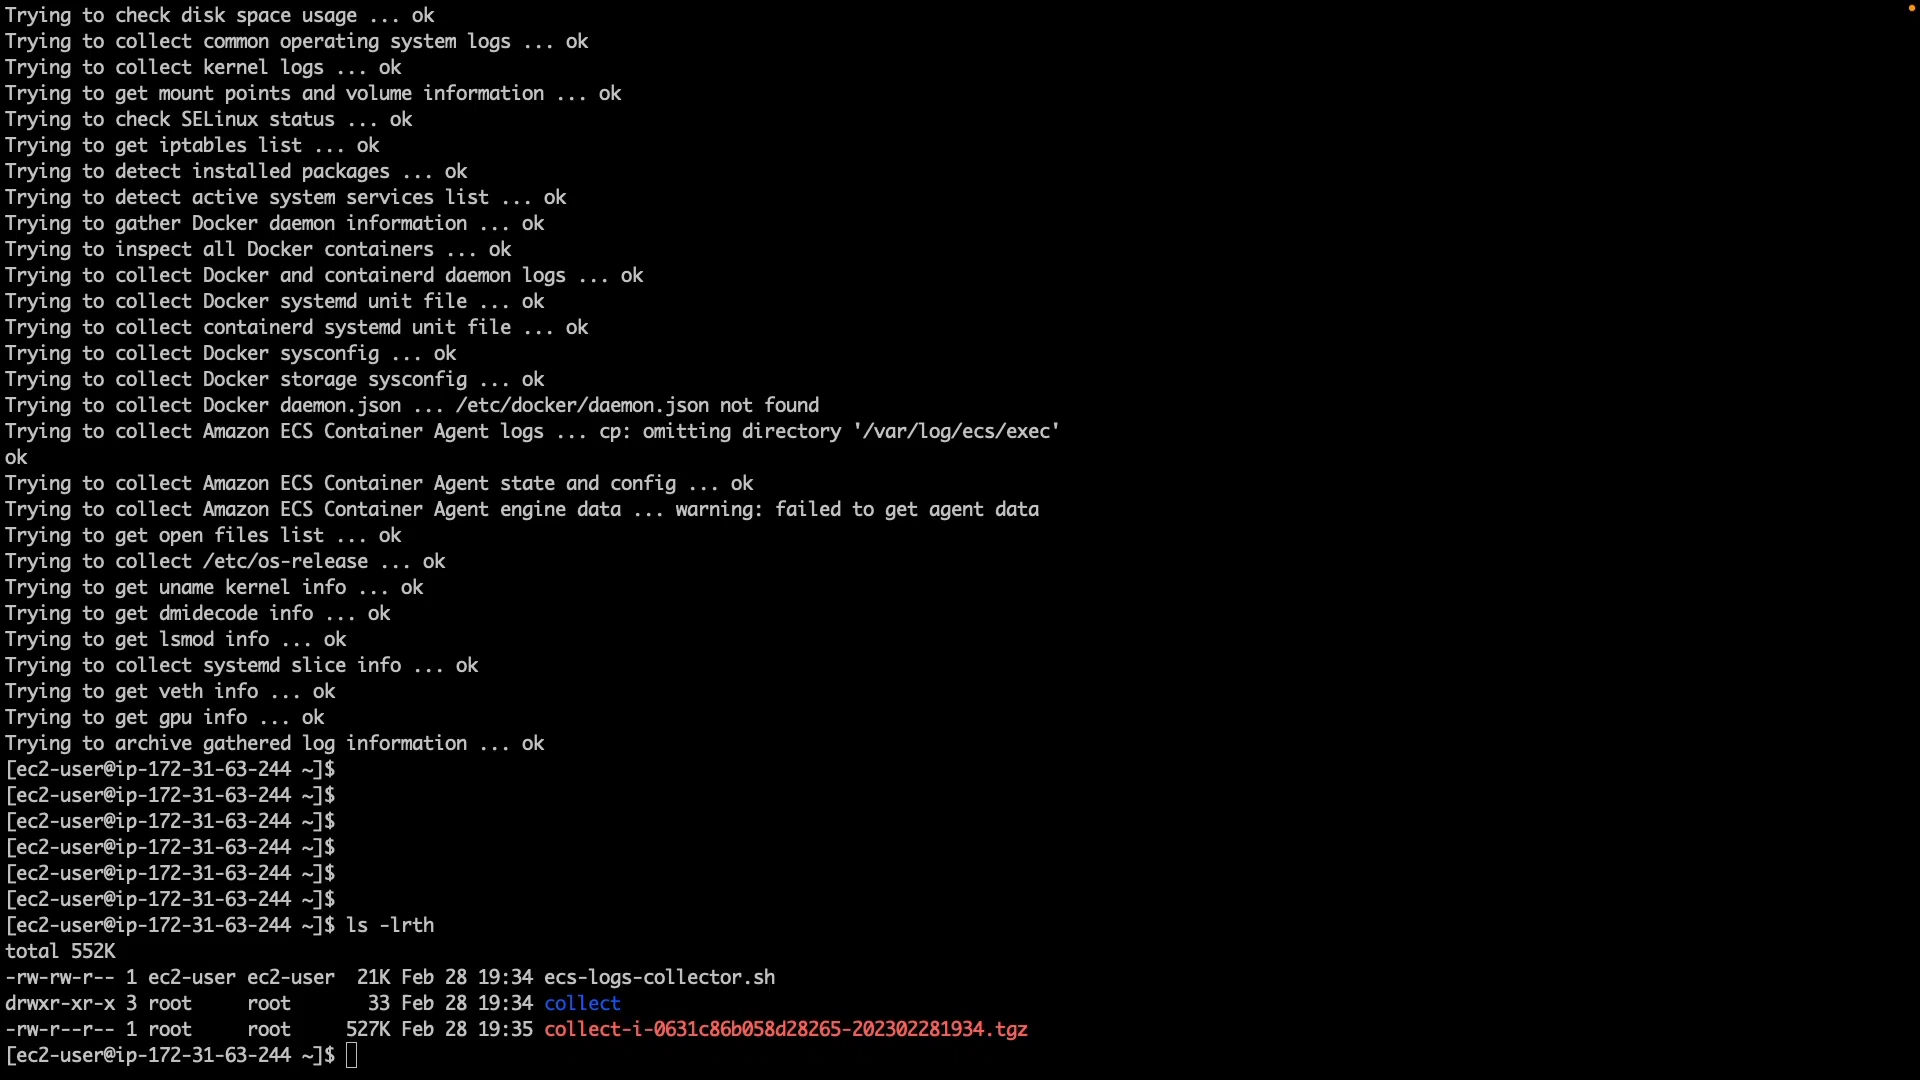 Trying to check disk space usage ... ok
Trying to collect common operating system logs ... ok
Trying to collect kernel logs ... ok
Trying to get mount points and volume information ... ok
Trying to check SELinux status ... ok
Trying to get iptables list ... ok
Trying to detect installed packages ... ok
Trying to detect active system services list ... ok
Trying to gather Docker daemon information ... ok
Trying to inspect all Docker containers ... ok
Trying to collect Docker and containerd daemon logs ... ok
Trying to collect Docker systemd unit file ... ok
Trying to collect containerd systemd unit file ... ok
Trying to collect Docker sysconfig ... ok
Trying to collect Docker storage sysconfig ... ok
Trying to collect Docker daemon.json ... /etc/docker/daemon.json not found
Trying to collect Amazon ECS Container Agent logs ... cp: omitting directory '/var/log/ecs/exec'
ok
Trying to collect Amazon ECS Container Agent state and config ... ok
Trying to collect Amazon ECS Container Agent engine data ... warning: failed to get agent data
Trying to get open files list ... ok
Trying to collect /etc/os-release ... ok
Trying to get uname kernel info ... ok
Trying to get dmidecode info ... ok
Trying to get lsmod info ... ok
Trying to collect systemd slice info ... ok
Trying to get veth info ... ok
Trying to get gpu info ... ok
Trying to archive gathered log information ... ok
[ec2-user@ip-172-31-63-244 ~]$
[ec2-user@ip-172-31-63-244 ~]$
[ec2-user@ip-172-31-63-244 ~]$
[ec2-user@ip-172-31-63-244 ~]$
[ec2-user@ip-172-31-63-244 ~]$
[ec2-user@ip-172-31-63-244 ~]$
[ec2-user@ip-172-31-63-244 ~]$ ls -lrth
total 552K
-rw-rw-r-- 1 ec2-user ec2-user  21K Feb 28 19:34 ecs-logs-collector.sh
drwxr-xr-x 3 root     root       33 Feb 28 19:34 collect
-rw-r--r-- 1 root     root     527K Feb 28 19:35 collect-i-0631c86b058d28265-202302281934.tgz
[ec2-user@ip-172-31-63-244 ~]$